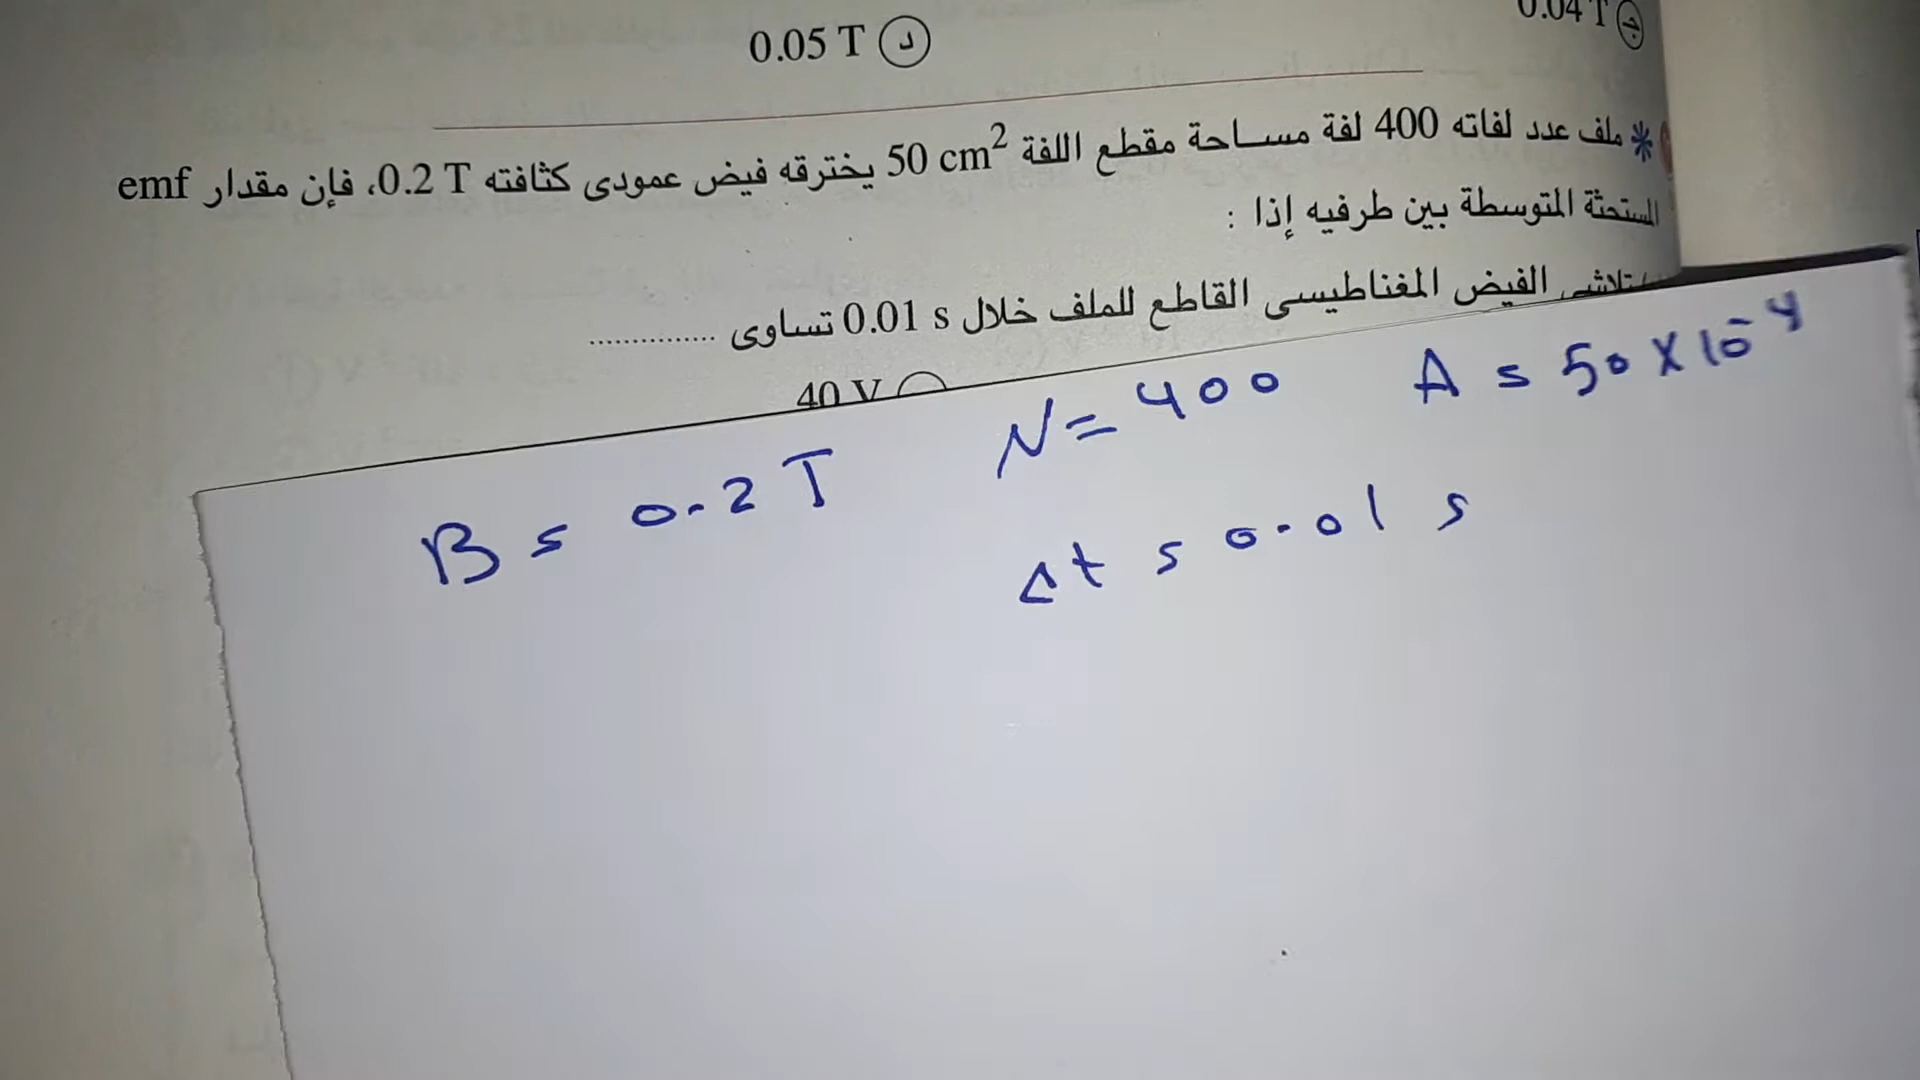 0.04 T ج
0.05 T د
* ملف عدد لفاته 400 لفة مساحة مقطع اللفة 50 cm² يخترقه فيض عمودى كثافته 0.2 T، فإن مقدار emf
المستحثة المتوسطة بين طرفيه إذا :
تلاشى الفيض المغناطيسى القاطع للملف خلال 0.01 s تساوى ...............
40 V
B = 0.2 T N = 400 A = 50 X 10⁻⁴
Δt = 0.01 s